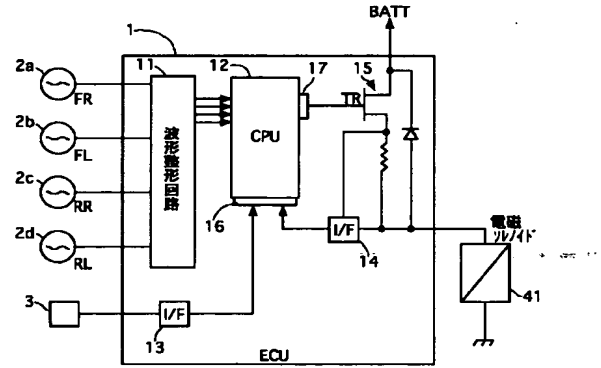 BATT
1
2a
FR
2b
FL
2c
RR
2d
RL
3
11
波形整形回路
12
CPU
17
15
TR
16
I/F
14
I/F
13
ECU
電磁
ソレノイド
41